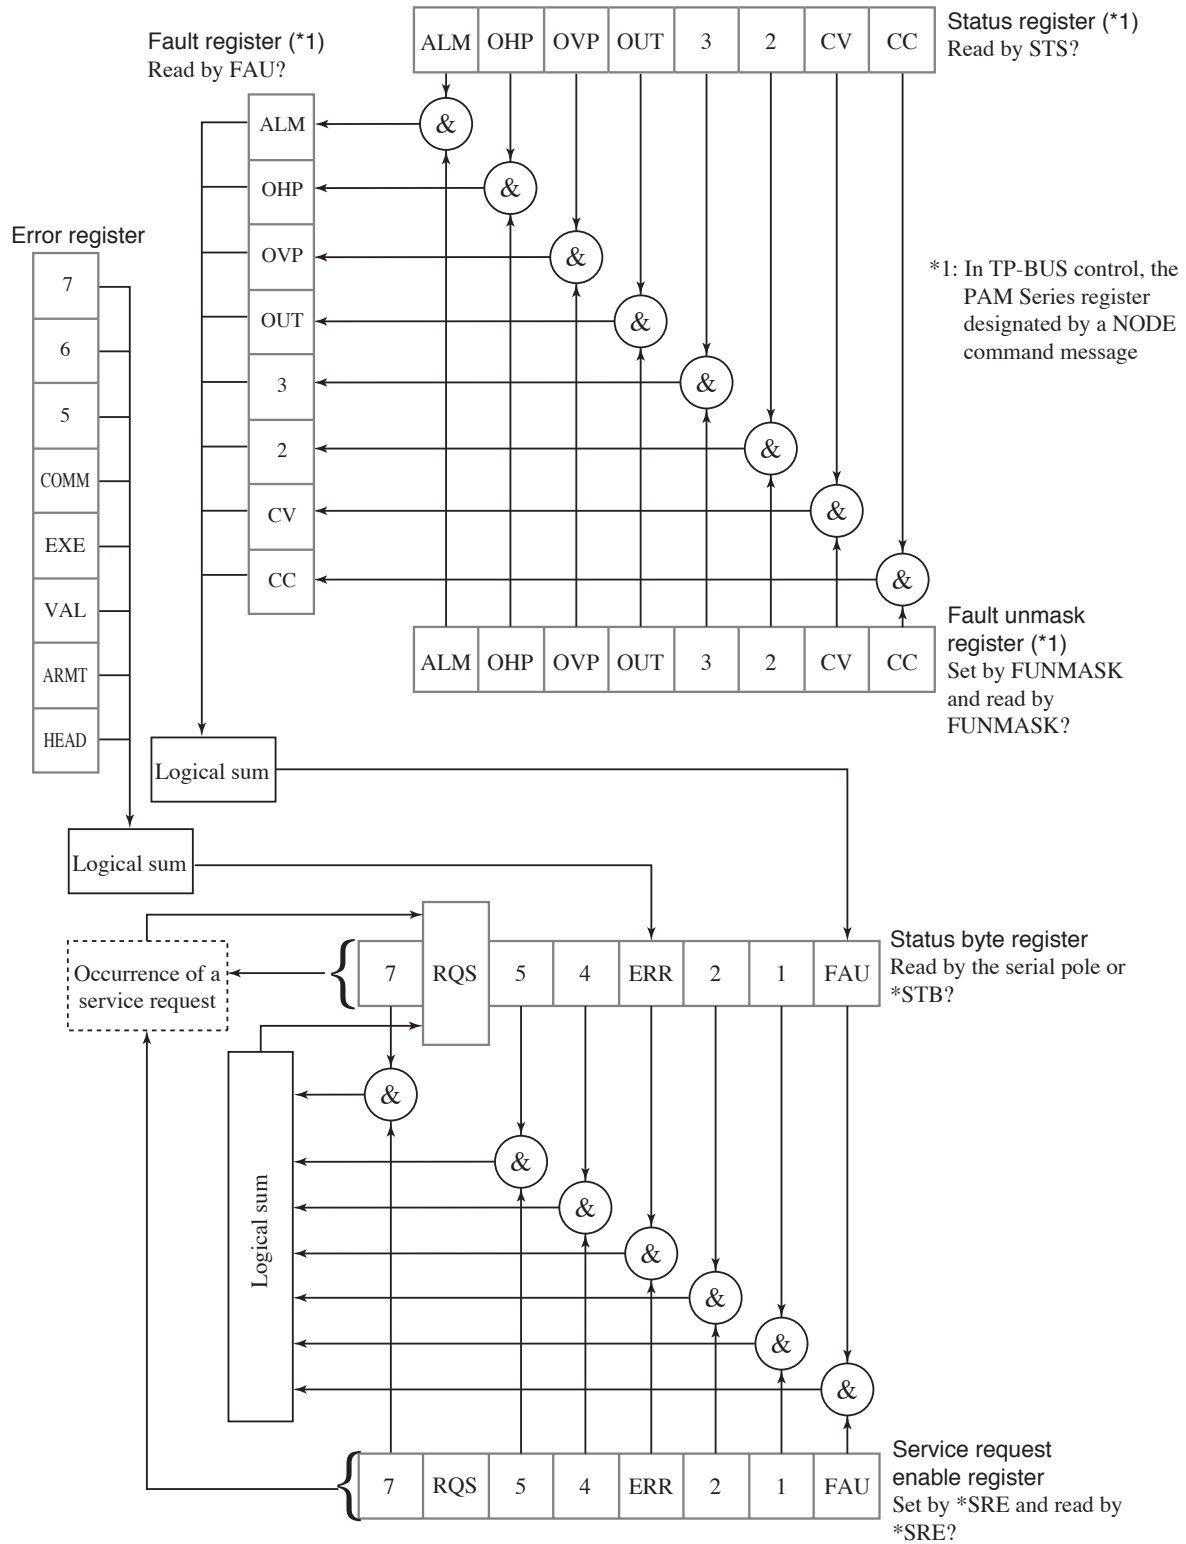 Fault register (*1)
Read by FAU?
ALM OHP OVP OUT 3 2 CV CC
Status register (*1)
Read by STS?
ALM
OHP
OVP
OUT
3
2
CV
CC
&
&
&
&
&
&
&
&
Error register
7
6
5
COMM
EXE
VAL
ARMT
HEAD
*1: In TP-BUS control, the
PAM Series register
designated by a NODE
command message
ALM OHP OVP OUT 3 2 CV CC
Fault unmask
register (*1)
Set by FUNMASK
and read by
FUNMASK?
Logical sum
Logical sum
Occurrence of a
service request
{
7 RQS 5 4 ERR 2 1 FAU
Status byte register
Read by the serial pole or
*STB?
Logical sum
&
&
&
&
&
&
&
{
7 RQS 5 4 ERR 2 1 FAU
Service request
enable register
Set by *SRE and read by
*SRE?